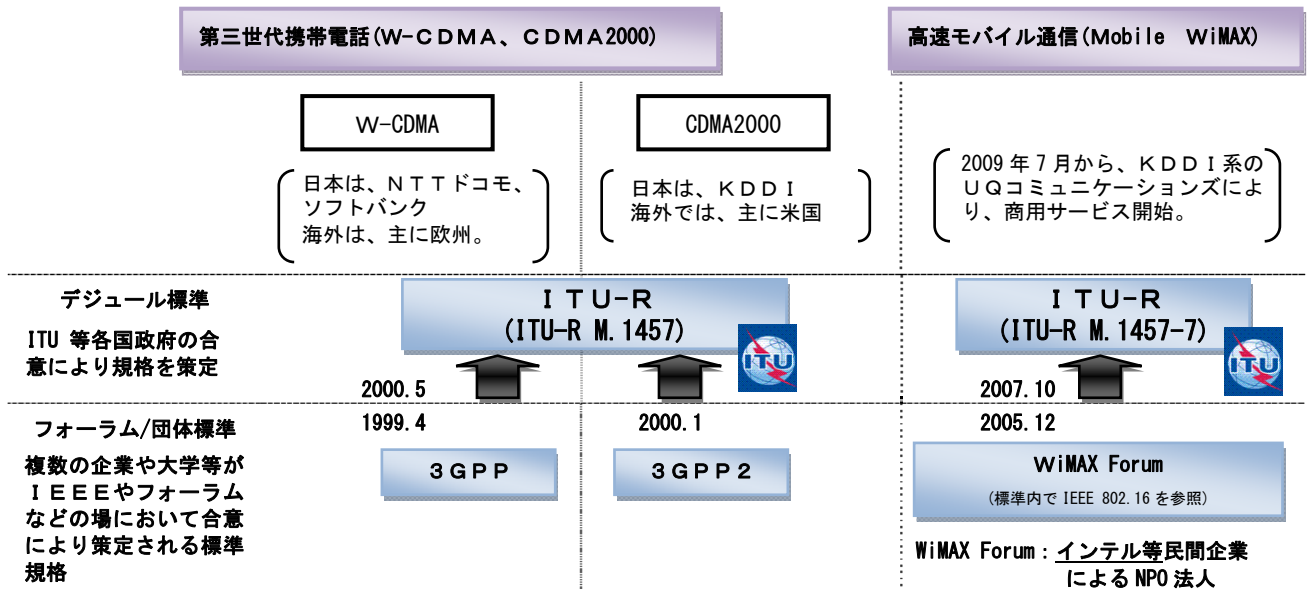 第三世代携帯電話(W-CDMA、CDMA2000)
高速モバイル通信(Mobile WiMAX)
W-CDMA
CDMA2000
日本は、NTTドコモ、
ソフトバンク
海外は、主に欧州。
日本は、KDDI
海外では、主に米国
2009年7月から、KDDI系の
UQコミュニケーションズによ
り、商用サービス開始。
デジュール標準
ITU 等各国政府の合
意により規格を策定
ITU-R
(ITU-R M.1457)
ITU
2000.5
ITU-R
(ITU-R M.1457-7)
ITU
2007.10
フォーラム/団体標準
複数の企業や大学等が
IEEEやフォーラム
などの場において合意
により策定される標準
規格
1999.4
3GPP
2000.1
3GPP2
2005.12
WiMAX Forum
(標準内で IEEE 802.16 を参照)
WiMAX Forum:インテル等民間企業
によるNPO法人